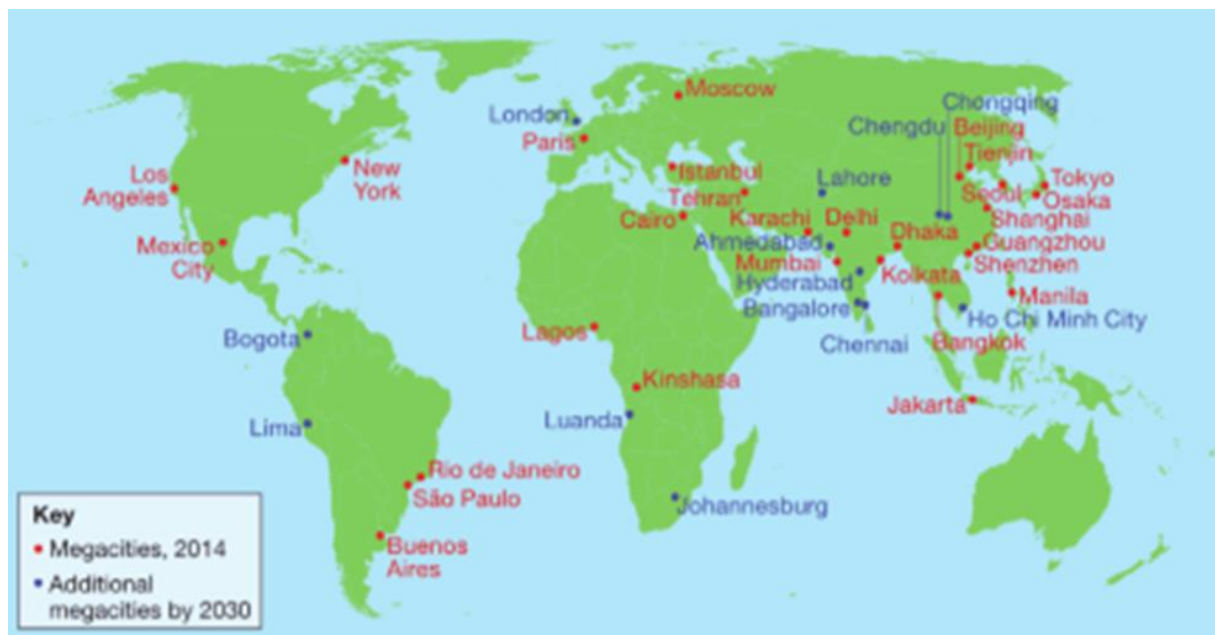 Moscow
Chongqing
London
Chengdu
Beijing
Paris
Tienjin
Los
Angeles
New
York
Istanbul
Lahore
Tokyo
Tehran
Seoul
Osaka
Cairo
Karachi
Delhi
Shanghai
Dhaka
Mexico
City
Ahmedabad
Guangzhou
Mumbai
Shenzhen
Kolkata
Hyderabad
Manila
Bangalore
Ho Chi Minh City
Bogota
Lagos
Chennai
Bangkok
Kinshasa
Jakarta
Lima
Luanda
Rio de Janeiro
São Paulo
Johannesburg
Buenos
Aires
Key
Megacities, 2014
Additional
megacities by 2030